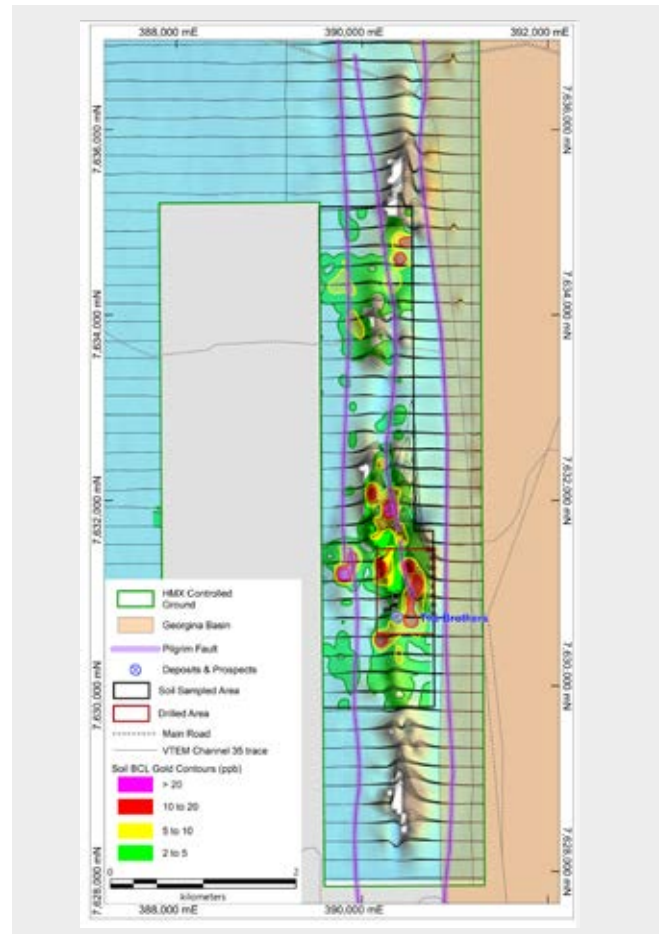 388,000 mE
390,000 mE
392,000 mE
7,636,000 mN
7,636,000 mN
7,634,000 mN
7,634,000 mN
7,632,000 mN
7,632,000 mN
HMX Controlled
Ground
Georgina Basin
Pilgrim Fault
Deposits & Prospects
Soil Sampled Area
Drilled Area
Main Road
VTEM Channel 35 trace
Soil BCL Gold Contours (ppb)
> 20
10 to 20
5 to 10
2 to 5
0
2
kilometers
Brothers
7,630,000 mN
7,630,000 mN
7,628,000 mN
7,628,000 mN
388,000 mE
390,000 mE